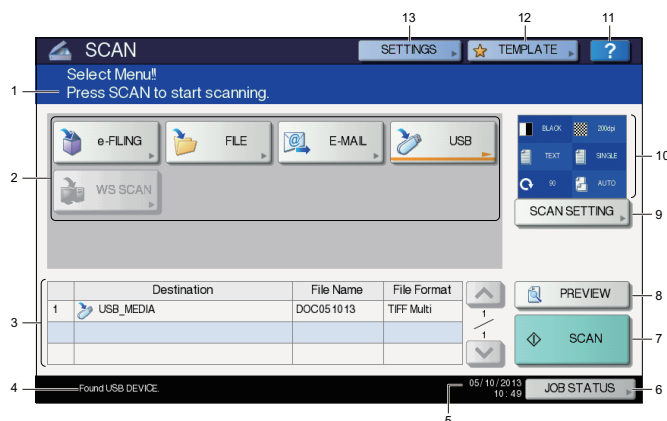 13
12
11
SCAN
SETTINGS
TEMPLATE
?
1
Select Menu!!
Press SCAN to start scanning.
2
e-FILING
FILE
E-MAIL
USB
WS SCAN
BLACK
200dpi
TEXT
SINGLE
90
AUTO
10
SCAN SETTING
9
3
Destination
File Name
File Format
1
USB_MEDIA
DOC051013
TIFF Multi
1
1
PREVIEW
8
SCAN
7
4
Found USB DEVICE.
05/10/2013
10:49
JOB STATUS
6
5